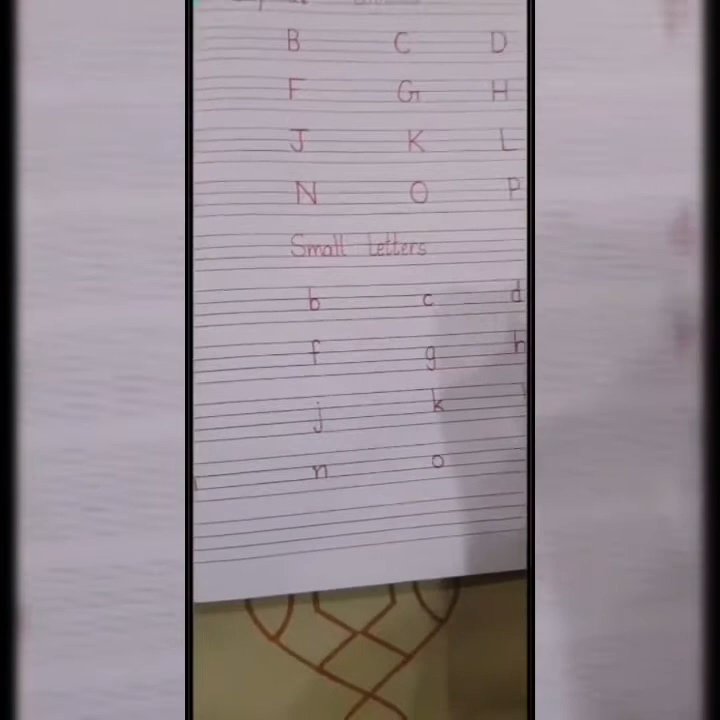 B C D
F G H
J K L
N O P
Small letters
b c d
f g h
j k
n o